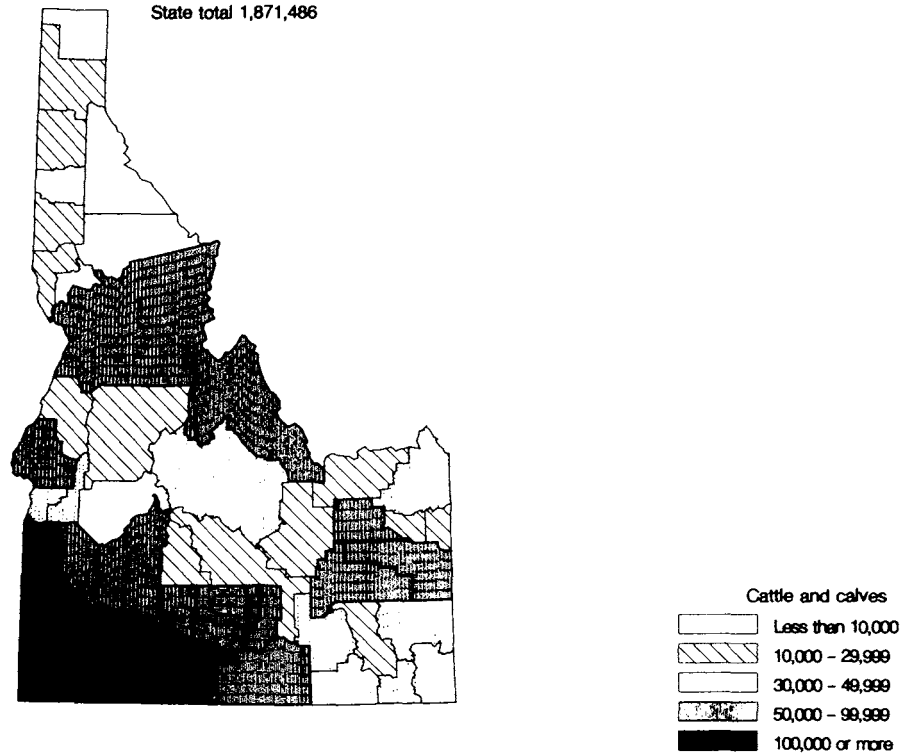 State total 1,871,486
Cattle and calves
Less than 10,000
10,000 - 29,999
30,000 - 49,999
50,000 - 99,999
100,000 or more